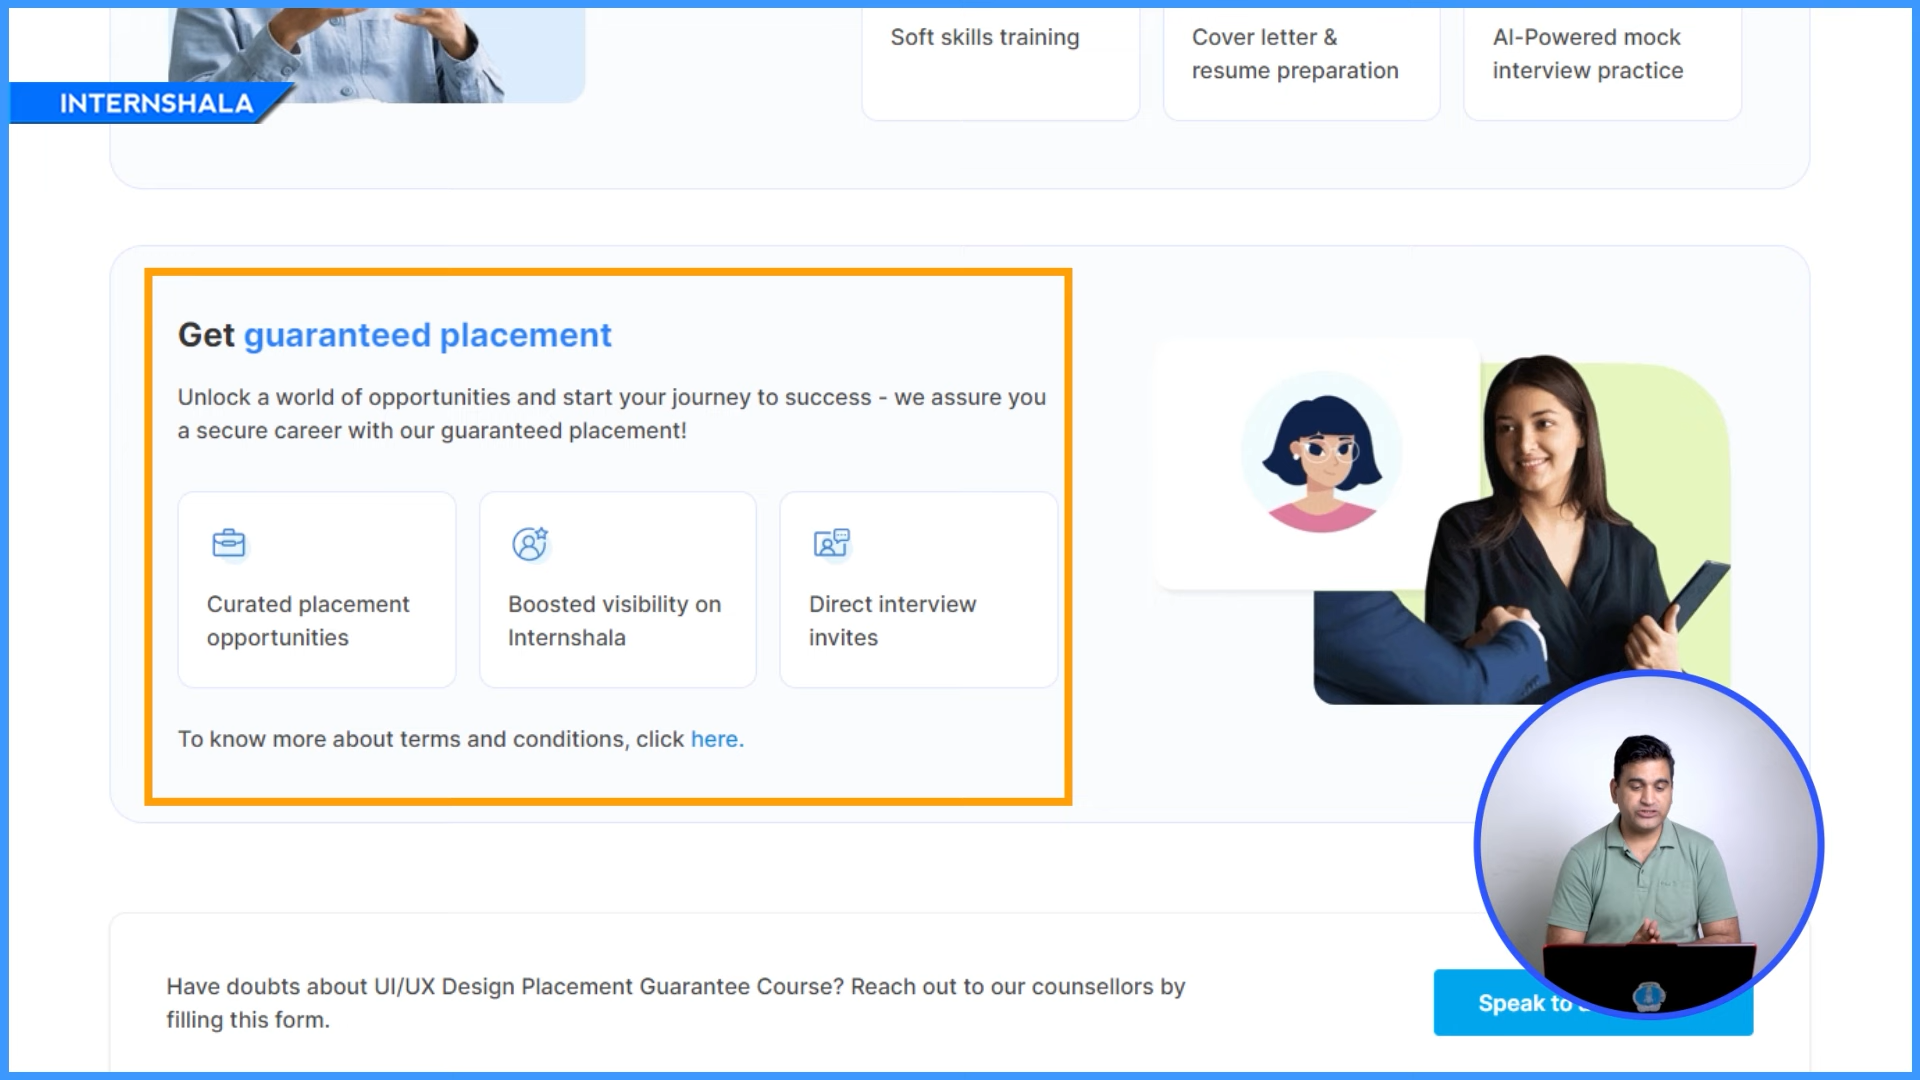 Soft skills training
Cover letter &
resume preparation
AI-Powered mock
interview practice
INTERNSHALA
Get guaranteed placement
Unlock a world of opportunities and start your journey to success - we assure you
a secure career with our guaranteed placement!
Curated placement
opportunities
Boosted visibility on
Internshala
Direct interview
invites
To know more about terms and conditions, click here.
Have doubts about UI/UX Design Placement Guarantee Course? Reach out to our counsellors by
filling this form.
Speak to